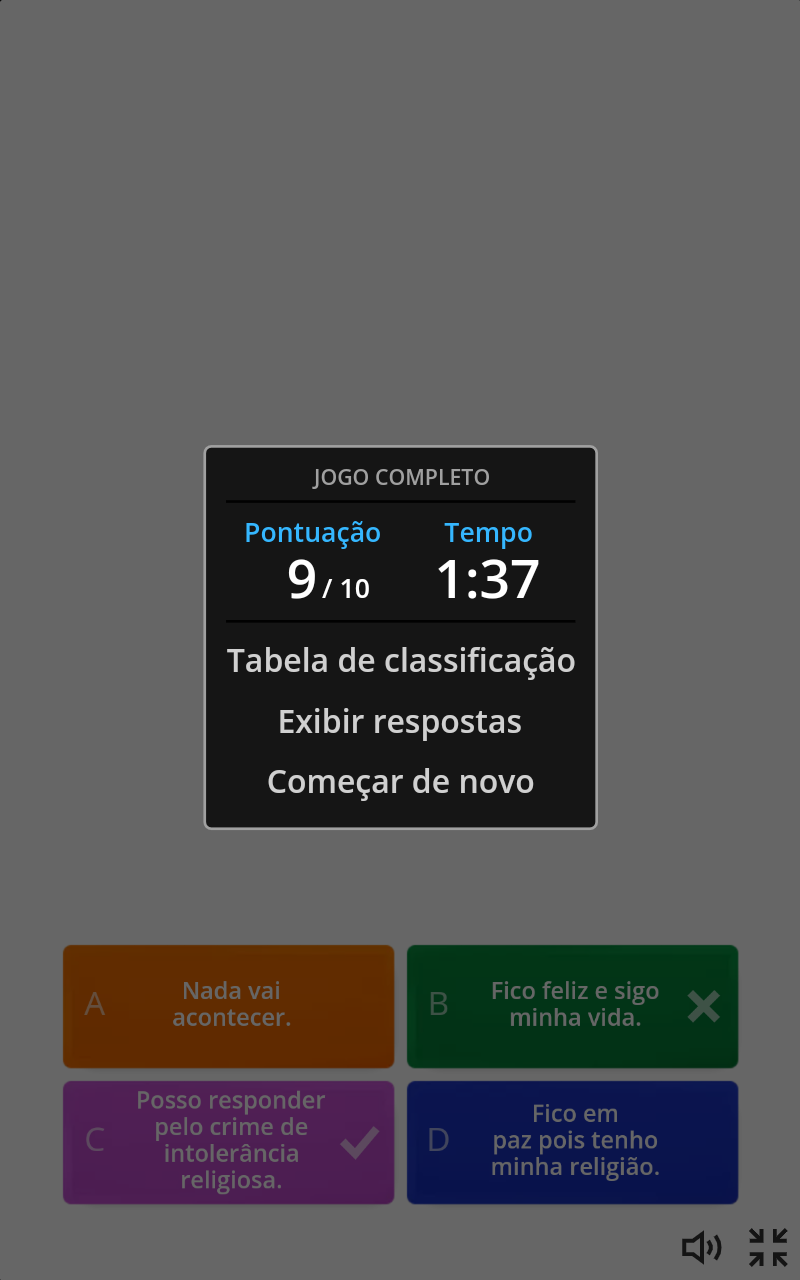 JOGO COMPLETO
Pontuação
Tempo
9 / 10
1:37
Tabela de classificação
Exibir respostas
Começar de novo
A
Nada vai
acontecer.
B
Fico feliz e sigo
minha vida.
C
Posso responder
pelo crime de
intolerância
religiosa.
D
Fico em
paz pois tenho
minha religião.